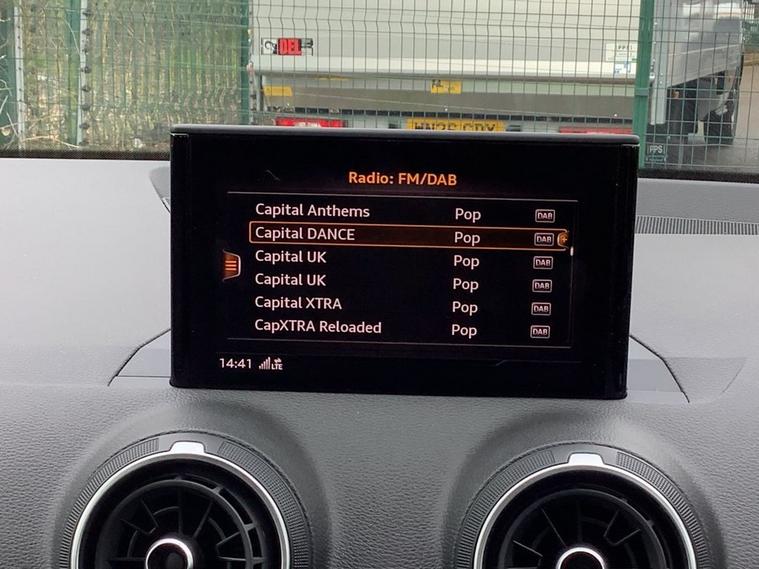 DEL
Radio: FM/DAB
Capital Anthems Pop DAB
Capital DANCE Pop DAB
Capital UK Pop DAB
Capital UK Pop DAB
Capital XTRA Pop DAB
CapXTRA Reloaded Pop DAB
14:41 LTE